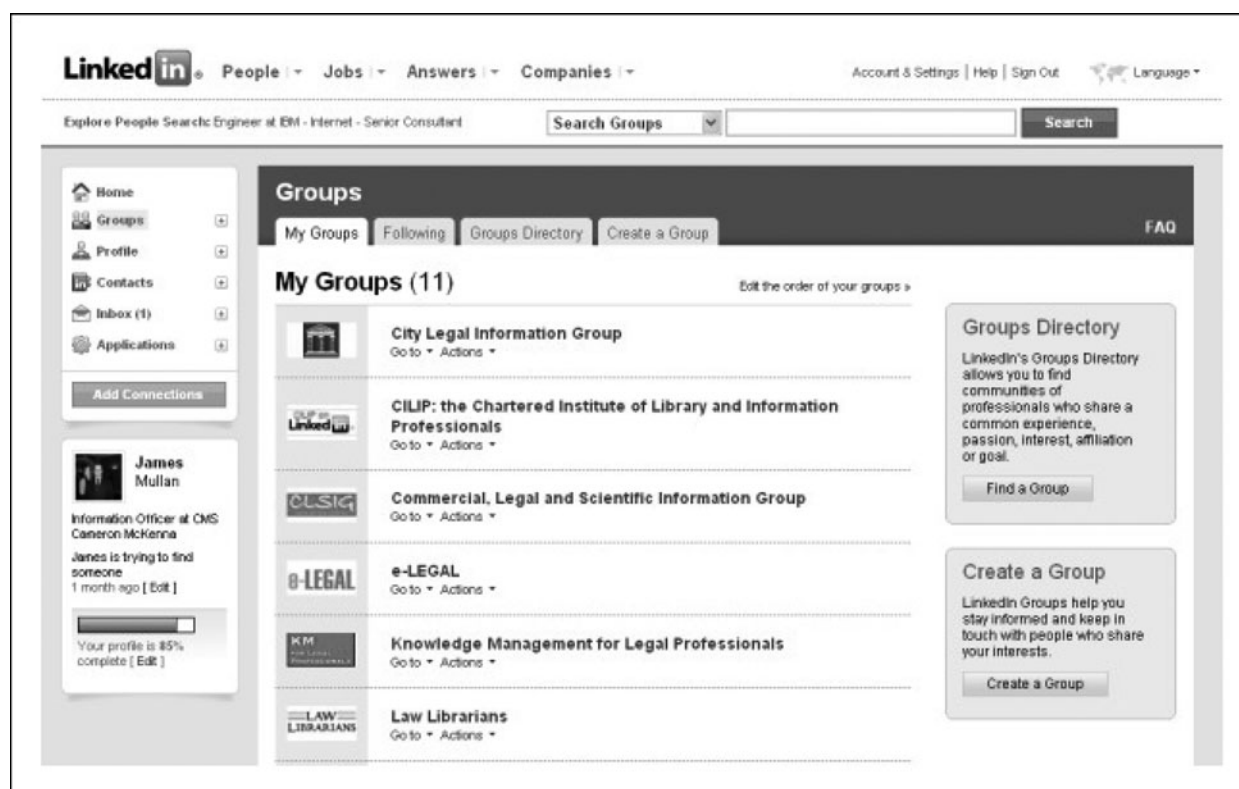 Linked in ® People Jobs Answers Companies
Account & Settings | Help | Sign Out Language
Explore People Search: Engineer at IBM - Internet - Senior Consultant
Search Groups
Search
Home
Groups
Profile
Contacts
Inbox (1)
Applications
Add Connections
James
Mullan
Information Officer at CMS
Cameron McKenna
James is trying to find
someone
1 month ago [ Edit ]
Your profile is 85%
complete [ Edit ]
Groups
My Groups Following Groups Directory Create a Group
FAQ
My Groups (11)
Edit the order of your groups »
City Legal Information Group
Go to Actions
CILIP on
Linked in
CILIP: the Chartered Institute of Library and Information
Professionals
Go to Actions
CLSIG
Commercial, Legal and Scientific Information Group
Go to Actions
e-LEGAL
e-LEGAL
Go to Actions
KM
FOR LEGAL
PROFESSIONALS
Knowledge Management for Legal Professionals
Go to Actions
LAW
LIBRARIANS
Law Librarians
Go to Actions
Groups Directory
LinkedIn's Groups Directory
allows you to find
communities of
professionals who share a
common experience,
passion, interest, affiliation
or goal.
Find a Group
Create a Group
LinkedIn Groups help you
stay informed and keep in
touch with people who share
your interests.
Create a Group